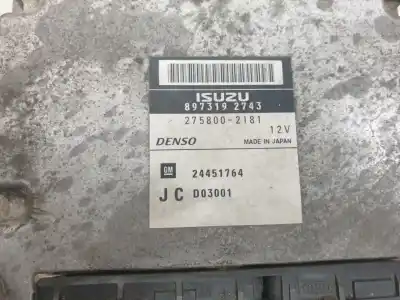 ISUZU
897319 2743
275800-2181
12V
DENSO MADE IN JAPAN
GM 24451764
JC D03001